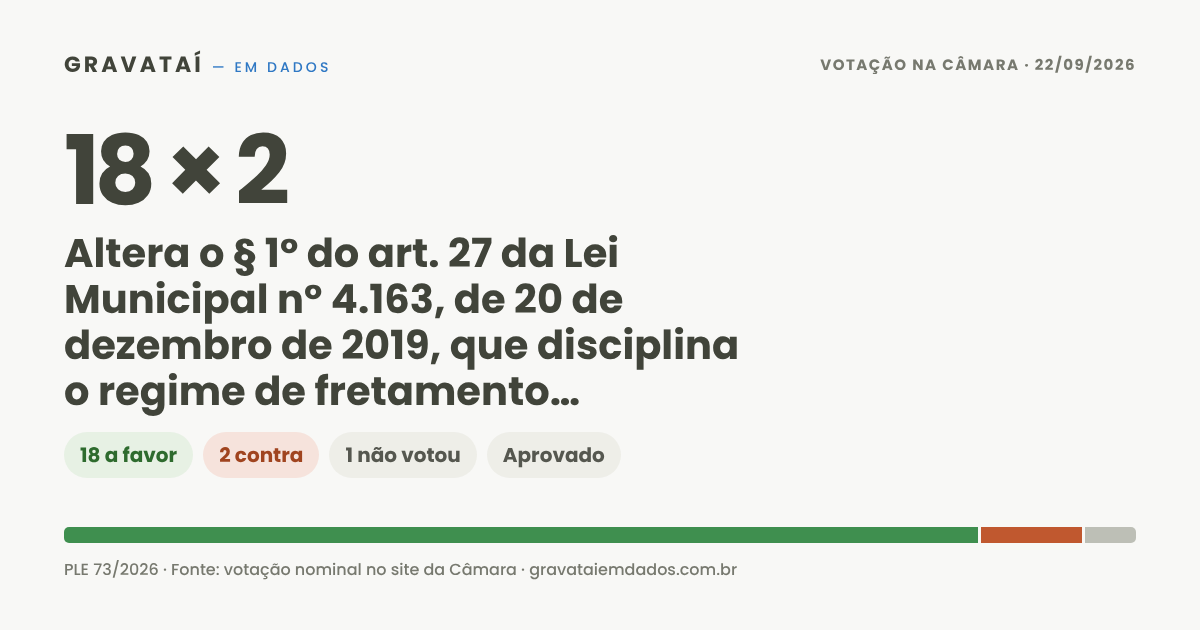 GRAVATAÍ — EM DADOS
VOTAÇÃO NA CÂMARA · 22/09/2026
18 × 2
Altera o § 1º do art. 27 da Lei
Municipal nº 4.163, de 20 de
dezembro de 2019, que disciplina
o regime de fretamento…
18 a favor
2 contra
1 não votou
Aprovado
PLE 73/2026 · Fonte: votação nominal no site da Câmara · gravataiemdados.com.br